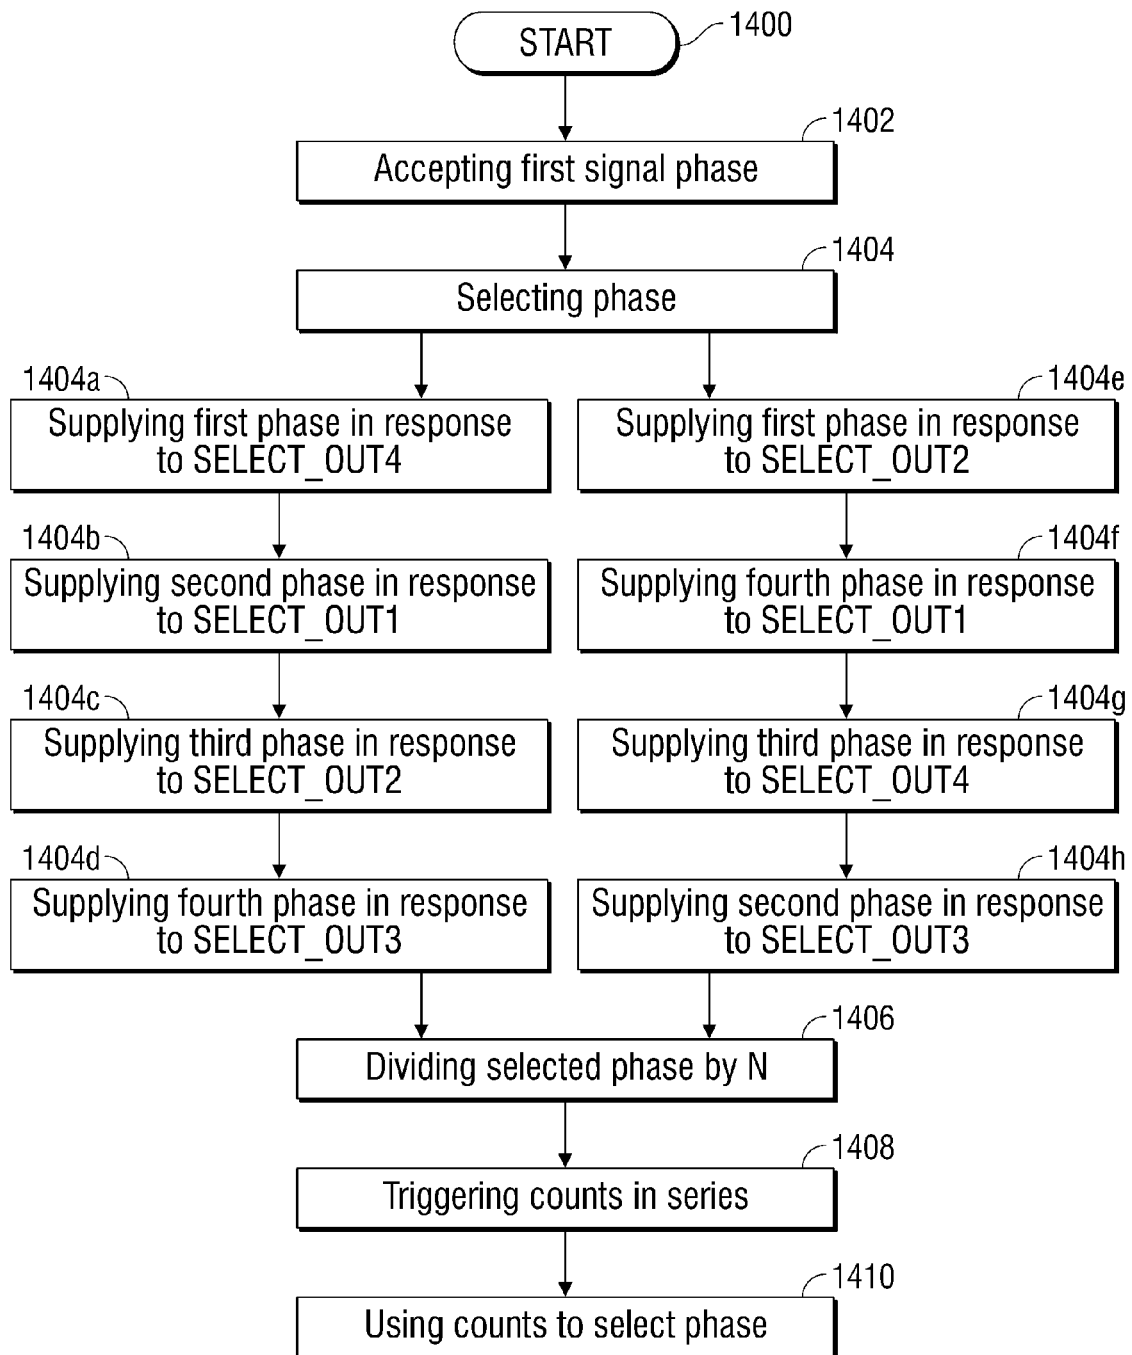 START
1400
1402
Accepting first signal phase
1404
Selecting phase
1404a
Supplying first phase in response
to SELECT_OUT4
1404e
Supplying first phase in response
to SELECT_OUT2
1404b
Supplying second phase in response
to SELECT_OUT1
1404f
Supplying fourth phase in response
to SELECT_OUT1
1404c
Supplying third phase in response
to SELECT_OUT2
1404g
Supplying third phase in response
to SELECT_OUT4
1404d
Supplying fourth phase in response
to SELECT_OUT3
1404h
Supplying second phase in response
to SELECT_OUT3
1406
Dividing selected phase by N
1408
Triggering counts in series
1410
Using counts to select phase